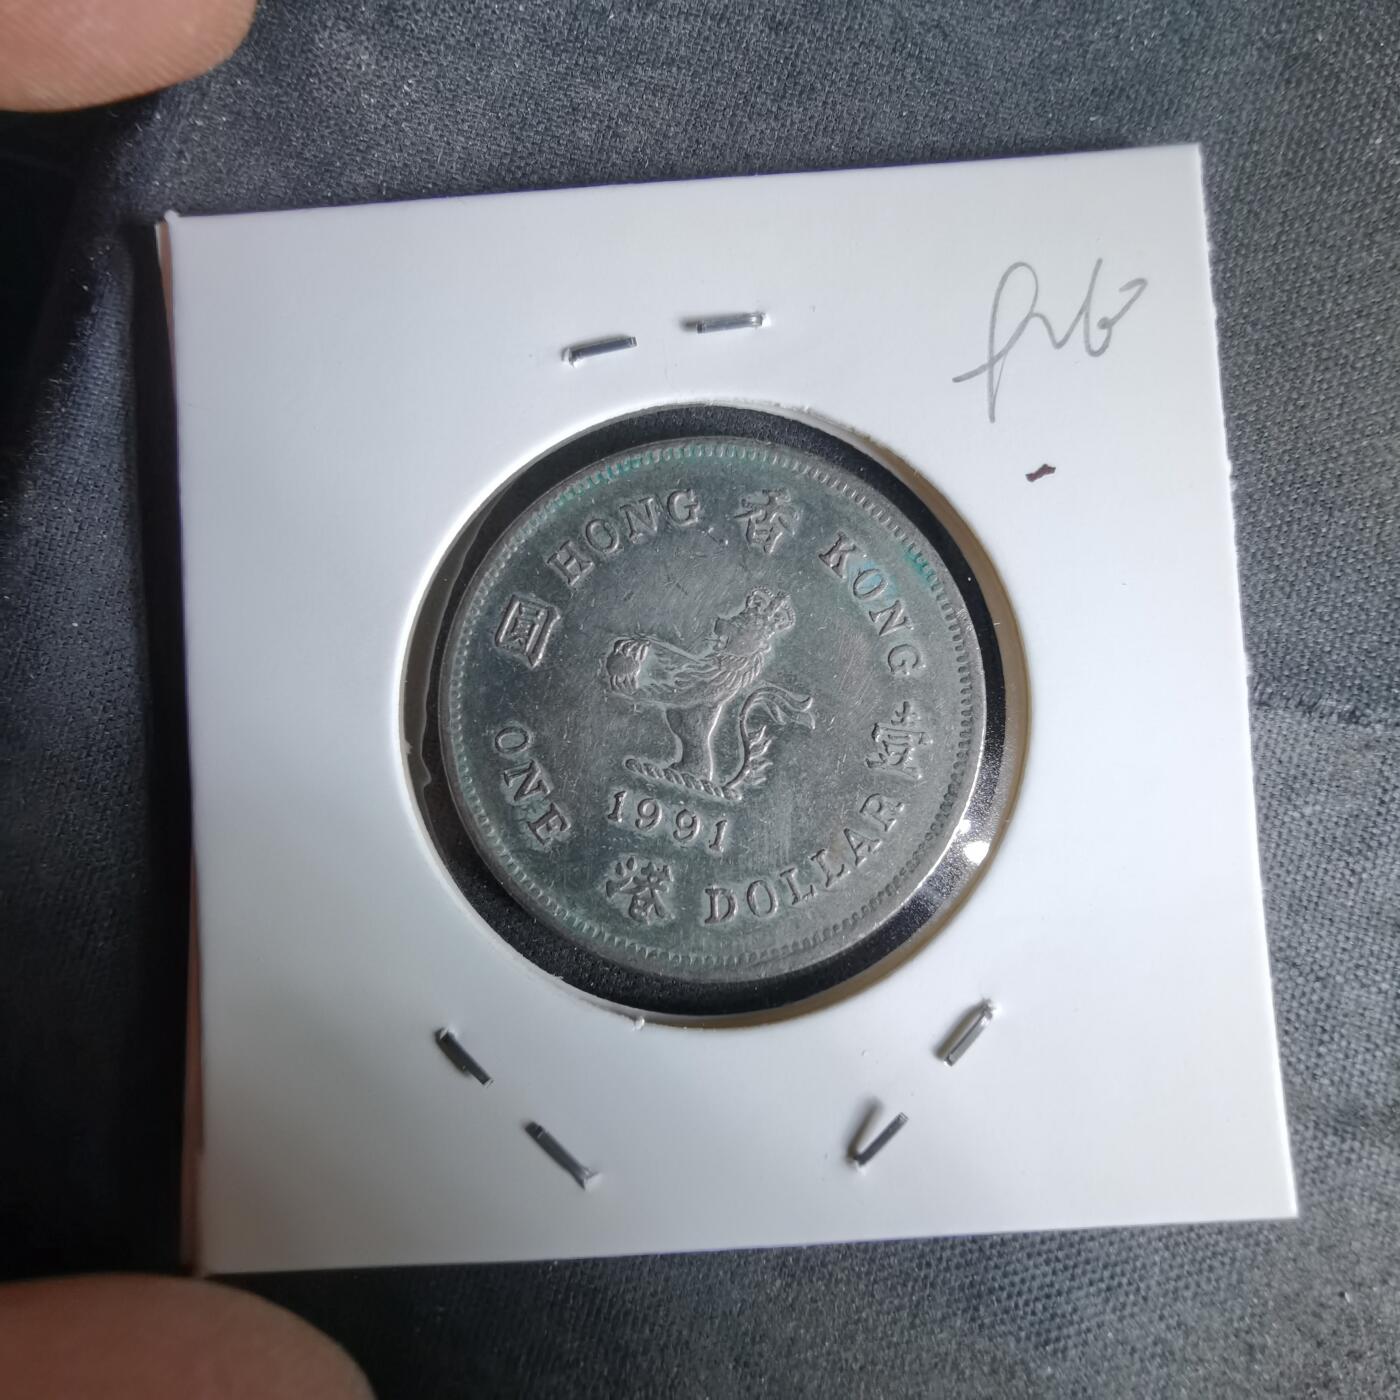 HONG 香 KONG
壹
圓
1991
ONE 港 DOLLAR